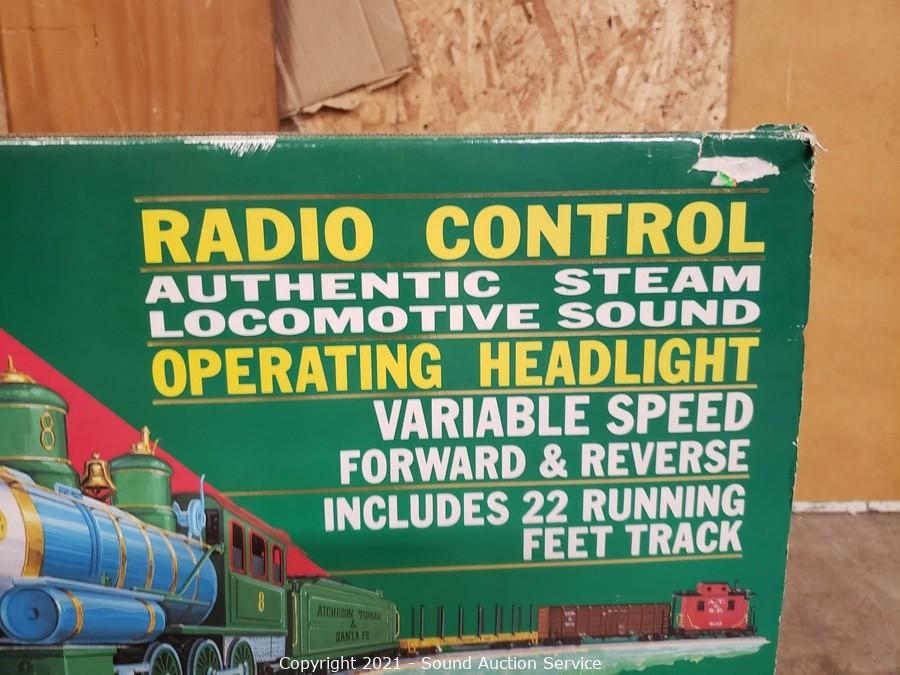 RADIO CONTROL
AUTHENTIC STEAM
LOCOMOTIVE SOUND
OPERATING HEADLIGHT
VARIABLE SPEED
FORWARD & REVERSE
INCLUDES 22 RUNNING
FEET TRACK
8
8
ATCHESON TOPEKA
&
SANTA FE
Copyright 2021 - Sound Auction Service